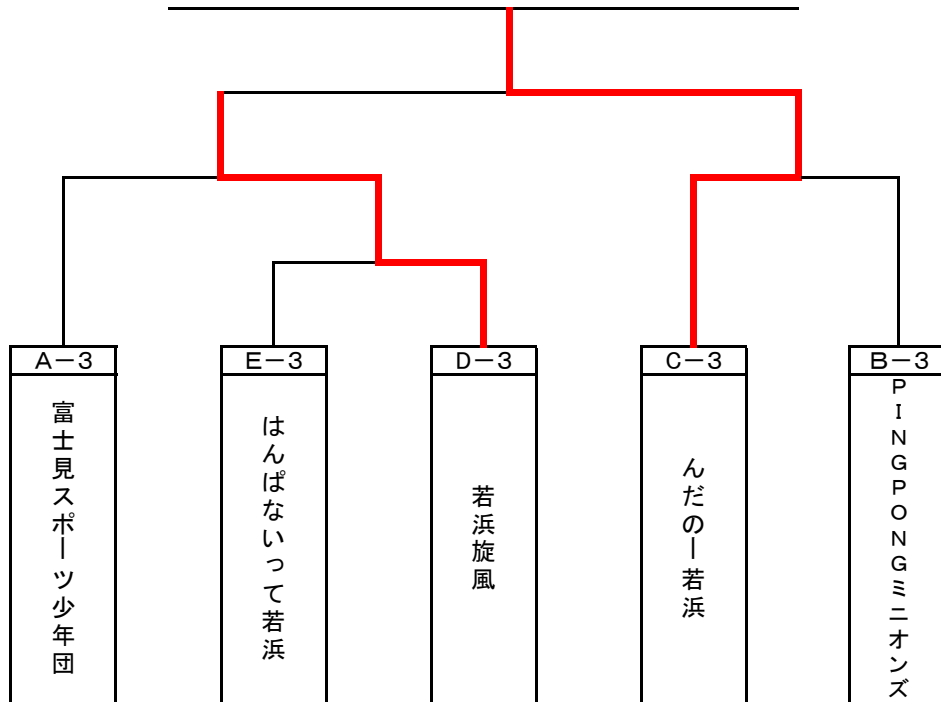 A－3
E－3
D－3
C－3
B－3
富士見スポーツ少年団
はんぱないって若浜
若浜旋風
んだのー若浜
PINGPONGミニオンズ